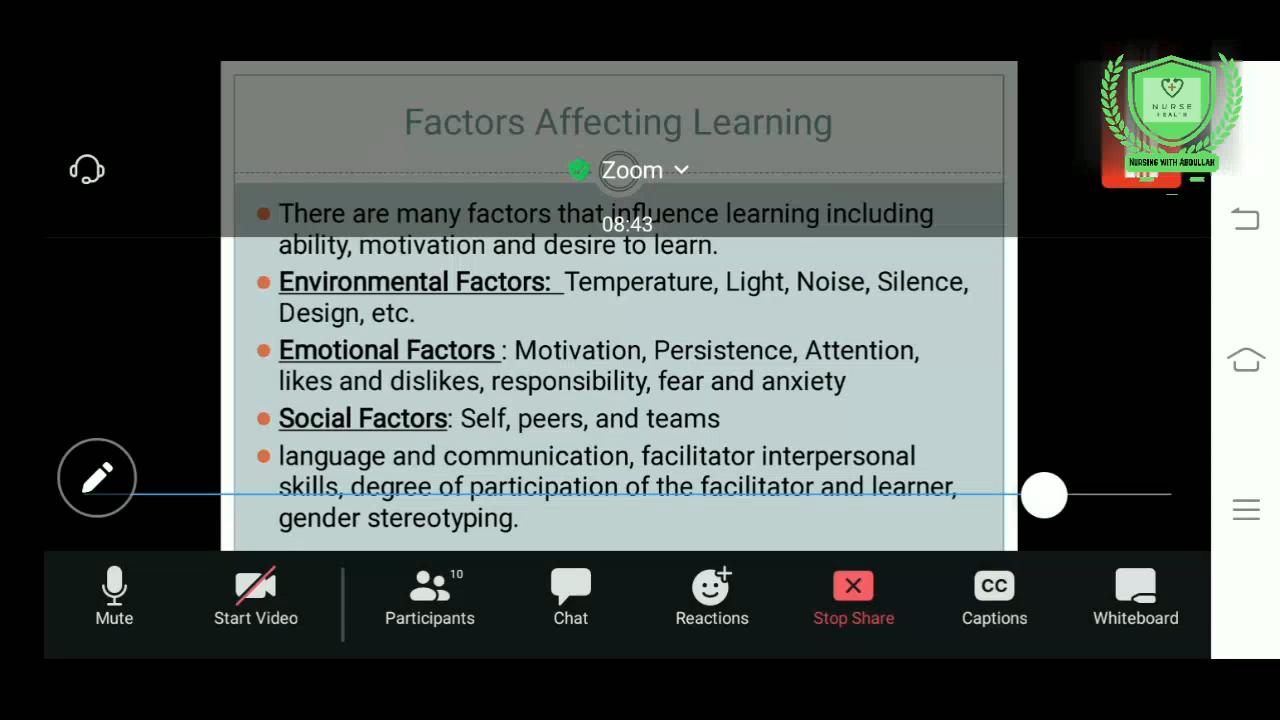 Factors Affecting Learning
Zoom
08:43
There are many factors that influence learning including
ability, motivation and desire to learn.
Environmental Factors: Temperature, Light, Noise, Silence,
Design, etc.
Emotional Factors : Motivation, Persistence, Attention,
likes and dislikes, responsibility, fear and anxiety
Social Factors: Self, peers, and teams
language and communication, facilitator interpersonal
skills, degree of participation of the facilitator and learner,
gender stereotyping.
NURSE
HEALTH
NURSING WITH ABDULLAH
Mute
Start Video
10
Participants
Chat
Reactions
Stop Share
CC
Captions
Whiteboard